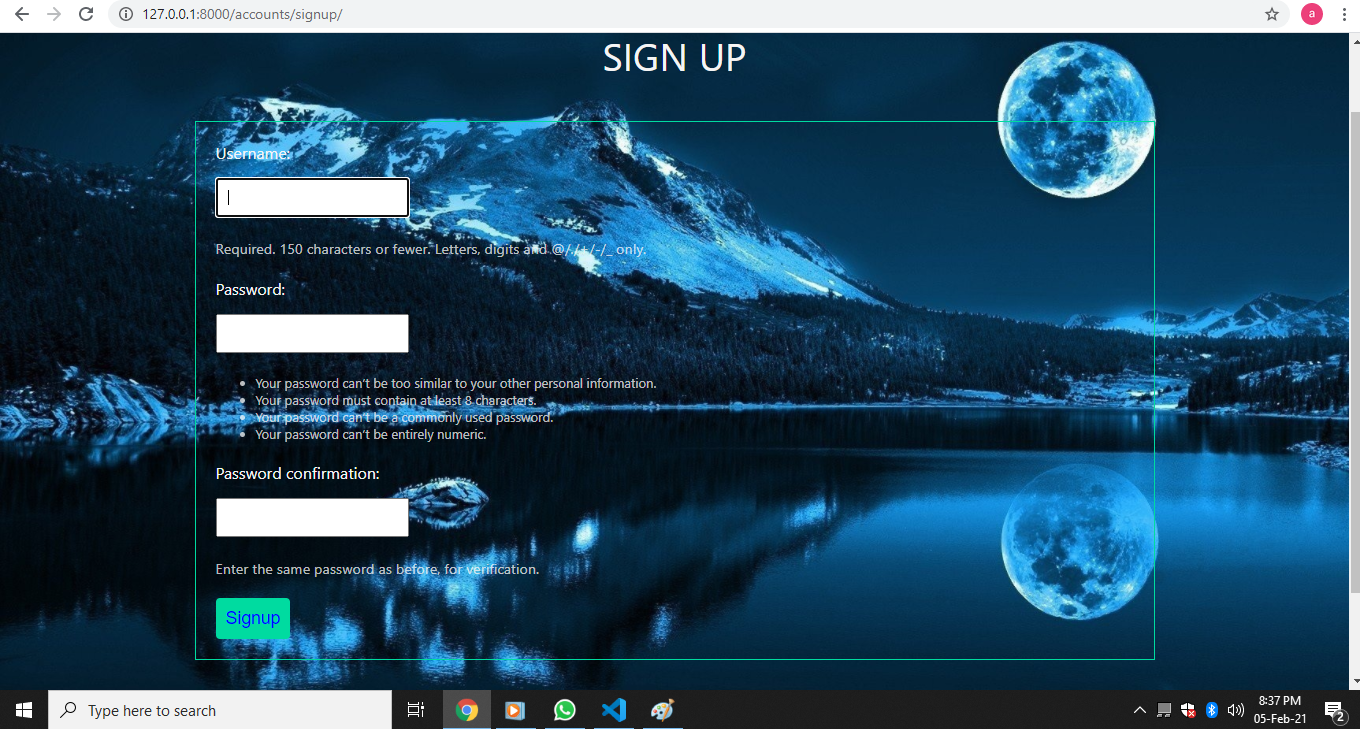 127.0.0.1:8000/accounts/signup/
a
SIGN UP
Username:
Required. 150 characters or fewer. Letters, digits and @/./+/-/_ only.
Password:
Your password can't be too similar to your other personal information.
Your password must contain at least 8 characters.
Your password can't be a commonly used password.
Your password can't be entirely numeric.
Password confirmation:
Enter the same password as before, for verification.
Signup
Type here to search
8:37 PM
05-Feb-21
2